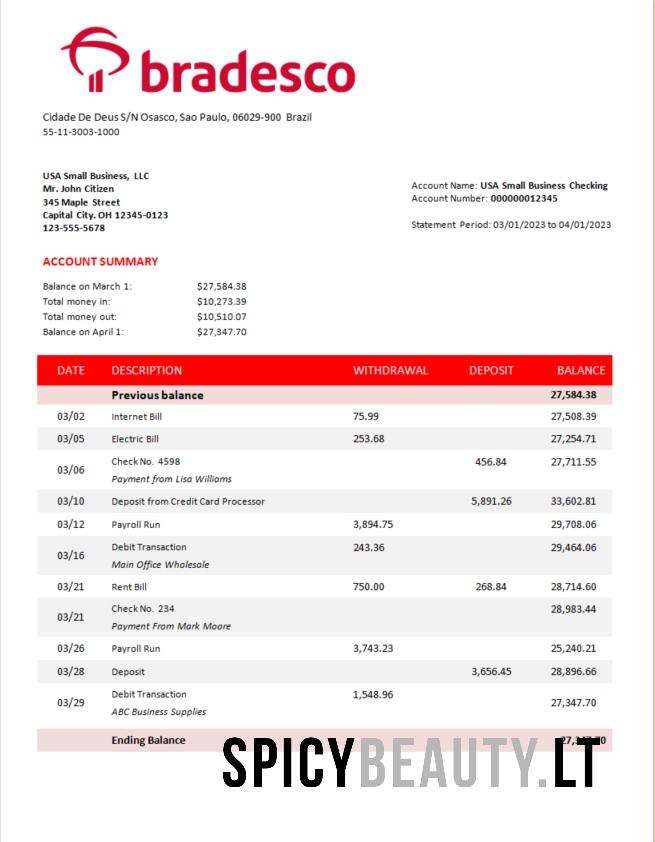 bradesco
Cidade De Deus S/N Osasco, Sao Paulo, 06029-900 Brazil
55-11-3003-1000
USA Small Business, LLC
Mr. John Citizen
345 Maple Street
Capital City. OH 12345-0123
123-555-5678
Account Name: USA Small Business Checking
Account Number: 000000012345
Statement Period: 03/01/2023 to 04/01/2023
ACCOUNT SUMMARY
Balance on March 1: $27,584.38
Total money in: $10,273.39
Total money out: $10,510.07
Balance on April 1: $27,347.70
DATE DESCRIPTION WITHDRAWAL DEPOSIT BALANCE
Previous balance 27,584.38
03/02 Internet Bill 75.99 27,508.39
03/05 Electric Bill 253.68 27,254.71
03/06 Check No. 4598 456.84 27,711.55
Payment from Lisa Williams
03/10 Deposit from Credit Card Processor 5,891.26 33,602.81
03/12 Payroll Run 3,894.75 29,708.06
03/16 Debit Transaction 243.36 29,464.06
Main Office Wholesale
03/21 Rent Bill 750.00 268.84 28,714.60
03/21 Check No. 234 28,983.44
Payment From Mark Moore
03/26 Payroll Run 3,743.23 25,240.21
03/28 Deposit 3,656.45 28,896.66
03/29 Debit Transaction 1,548.96 27,347.70
ABC Business Supplies
Ending Balance
SPICYBEAUTY.LT